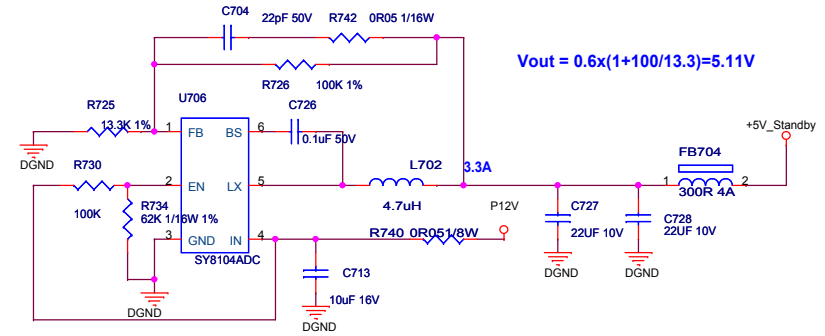 C704
22pF 50V
R742
0R05 1/16W
Vout = 0.6x(1+100/13.3)=5.11V
R726
100K 1%
U706
R725
13.3K 1%
C726
0.1uF 50V
+5V_Standby
1
FB
BS
6
DGND
L702
3.3A
FB704
R730
2
EN
LX
5
1
2
300R 4A
100K
R734
62K 1/16W 1%
4.7uH
P12V
C727
22UF 10V
C728
22UF 10V
3
GND
IN
4
R740
0R051/8W
SY8104ADC
DGND
DGND
C713
10uF 16V
DGND
DGND